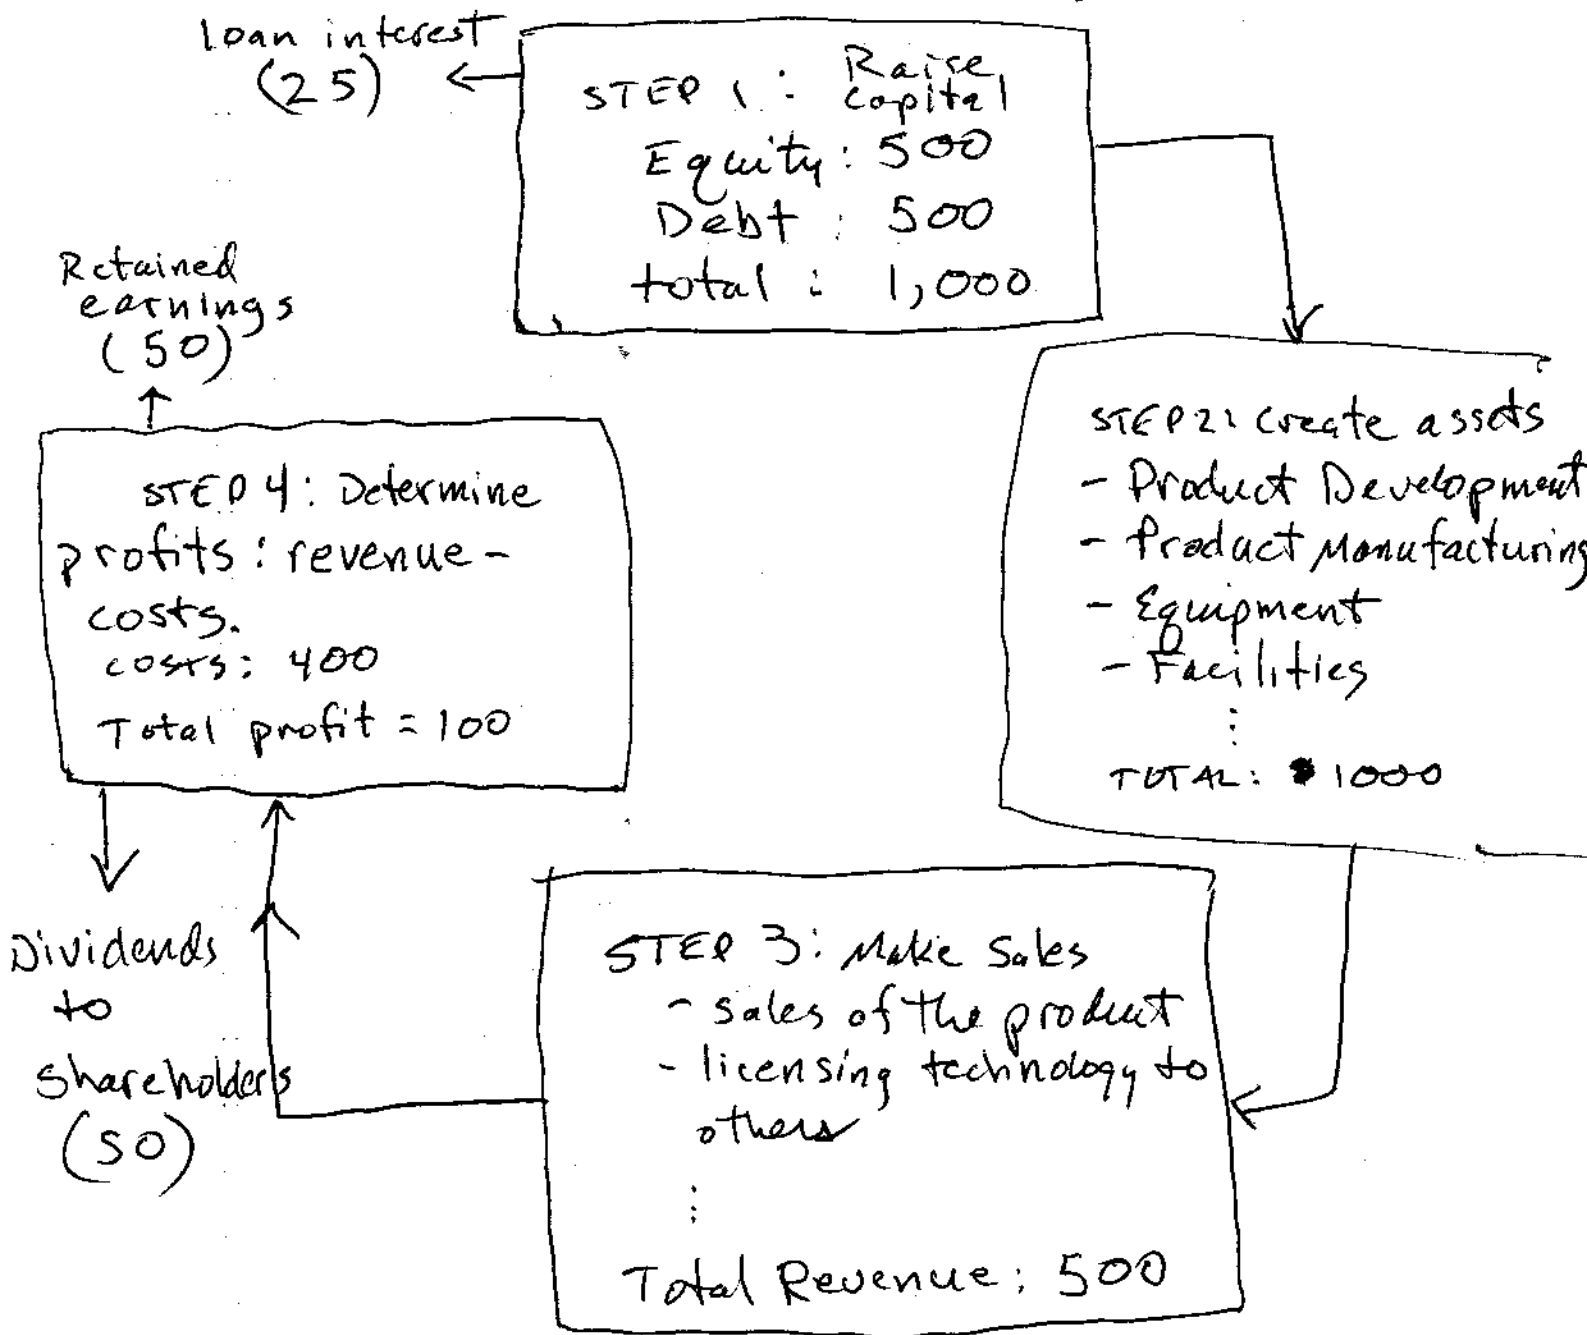 Loan interest
(25)
STEP 1 : Raise
capital
Equity : 500
Debt : 500
total : 1,000
Retained
earnings
(50)
STEP 2: Create assets
- Product Development
- Product Manufacturing
- Equipment
- Facilities
⋮
TOTAL: $ 1000
STEP 4: Determine
profits: revenue -
costs.
costs: 400
Total profit = 100
Dividends
to
shareholders
(50)
STEP 3: Make Sales
- sales of the product
- licensing technology to
others
⋮
Total Revenue: 500